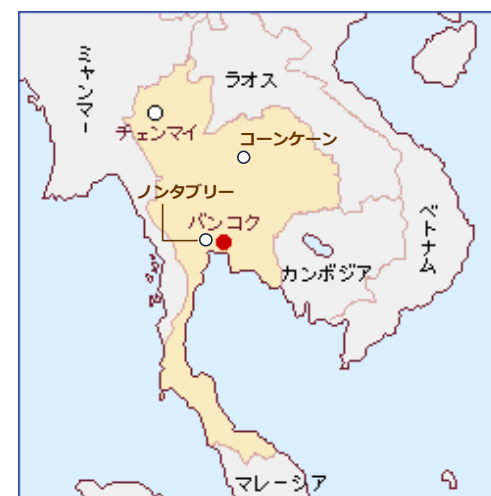 ミャンマー
ラオス
チェンマイ
コーンケーン
ノンタブリー
バンコク
ベトナム
カンボジア
マレーシア